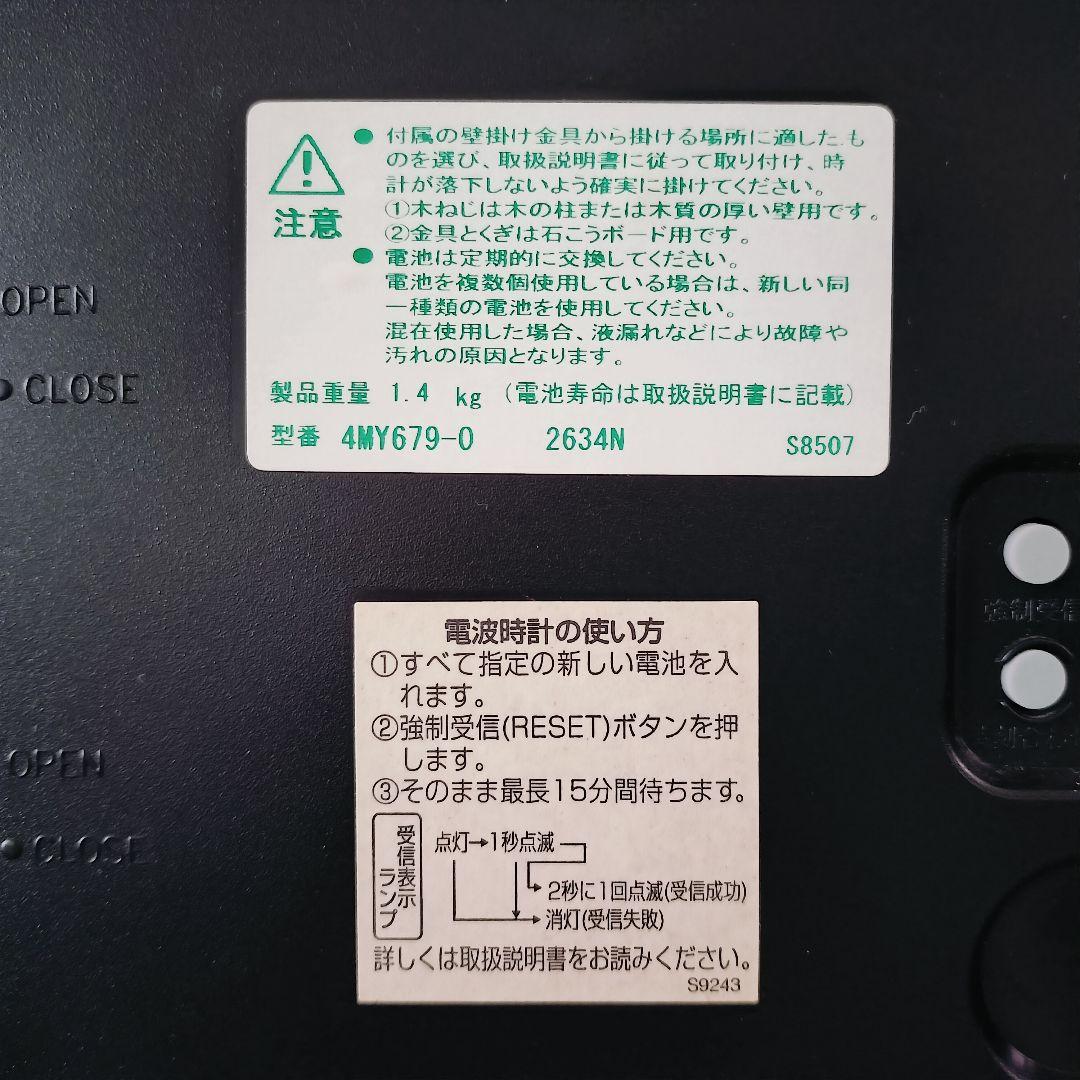 ● 付属の壁掛け金具から掛ける場所に適したも
のを選び、取扱説明書に従って取り付け、時
計が落下しないよう確実に掛けてください。
①木ねじは木の柱または木質の厚い壁用です。
②金具とくぎは石こうボード用です。
注意
● 電池は定期的に交換してください。
電池を複数個使用している場合は、新しい同
一種類の電池を使用してください。
混在使用した場合、液漏れなどにより故障や
汚れの原因となります。
製品重量 1.4 kg (電池寿命は取扱説明書に記載)
型番 4MY679-0 2634N S8507
OPEN
CLOSE
強制受信
電波時計の使い方
①すべて指定の新しい電池を入
れます。
②強制受信(RESET)ボタンを押
します。
③そのまま最長15分間待ちます。
受信表示
ランプ
点灯→1秒点滅
2秒に1回点滅(受信成功)
消灯(受信失敗)
詳しくは取扱説明書をお読みください。
S9243
OPEN
CLOSE